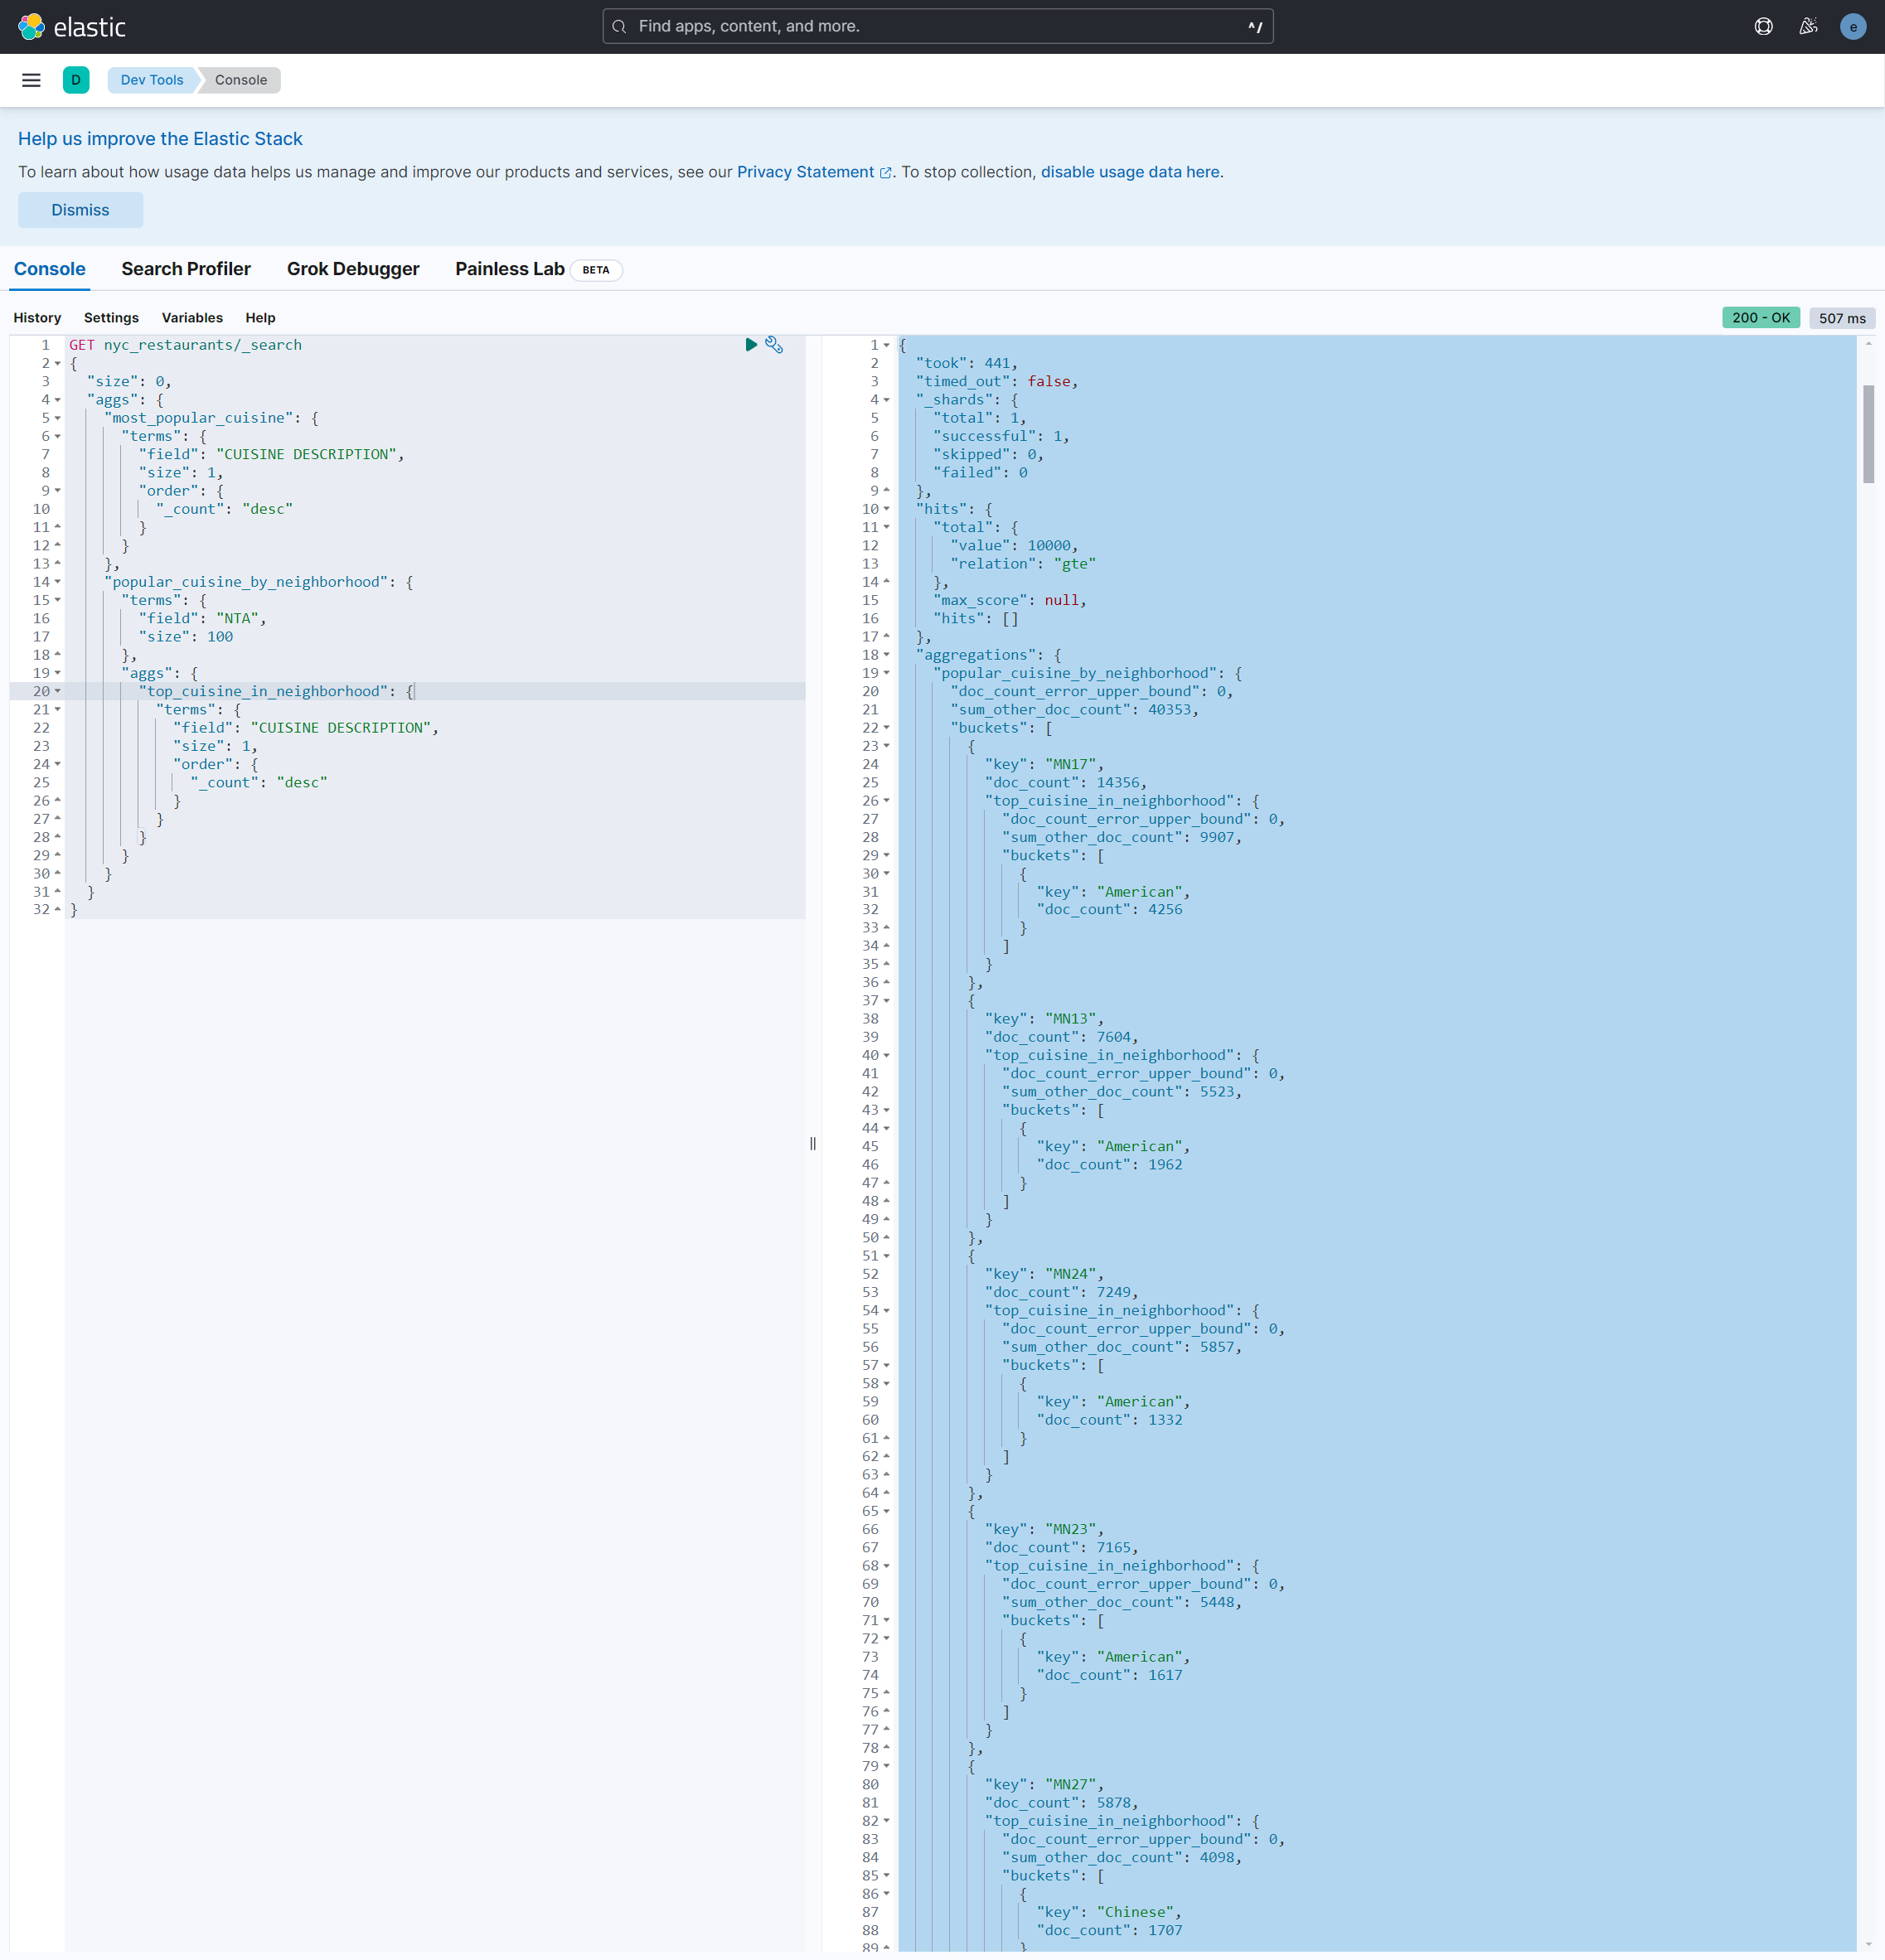 elastic
Find apps, content, and more.
^/
e
D
Dev Tools
Console
Help us improve the Elastic Stack
To learn about how usage data helps us manage and improve our products and services, see our Privacy Statement. To stop collection, disable usage data here.
Dismiss
Console
Search Profiler
Grok Debugger
Painless Lab
BETA
History
Settings
Variables
Help
200 - OK
507 ms
1 GET nyc_restaurants/_search
2 {
3 "size": 0,
4 "aggs": {
5 "most_popular_cuisine": {
6 "terms": {
7 "field": "CUISINE DESCRIPTION",
8 "size": 1,
9 "order": {
10 "_count": "desc"
11 }
12 }
13 },
14 "popular_cuisine_by_neighborhood": {
15 "terms": {
16 "field": "NTA",
17 "size": 100
18 },
19 "aggs": {
20 "top_cuisine_in_neighborhood": {
21 "terms": {
22 "field": "CUISINE DESCRIPTION",
23 "size": 1,
24 "order": {
25 "_count": "desc"
26 }
27 }
28 }
29 }
30 }
31 }
32 }
1 {
2 "took": 441,
3 "timed_out": false,
4 "_shards": {
5 "total": 1,
6 "successful": 1,
7 "skipped": 0,
8 "failed": 0
9 },
10 "hits": {
11 "total": {
12 "value": 10000,
13 "relation": "gte"
14 },
15 "max_score": null,
16 "hits": []
17 },
18 "aggregations": {
19 "popular_cuisine_by_neighborhood": {
20 "doc_count_error_upper_bound": 0,
21 "sum_other_doc_count": 40353,
22 "buckets": [
23 {
24 "key": "MN17",
25 "doc_count": 14356,
26 "top_cuisine_in_neighborhood": {
27 "doc_count_error_upper_bound": 0,
28 "sum_other_doc_count": 9907,
29 "buckets": [
30 {
31 "key": "American",
32 "doc_count": 4256
33 }
34 ]
35 }
36 },
37 {
38 "key": "MN13",
39 "doc_count": 7604,
40 "top_cuisine_in_neighborhood": {
41 "doc_count_error_upper_bound": 0,
42 "sum_other_doc_count": 5523,
43 "buckets": [
44 {
45 "key": "American",
46 "doc_count": 1962
47 }
48 ]
49 }
50 },
51 {
52 "key": "MN24",
53 "doc_count": 7249,
54 "top_cuisine_in_neighborhood": {
55 "doc_count_error_upper_bound": 0,
56 "sum_other_doc_count": 5857,
57 "buckets": [
58 {
59 "key": "American",
60 "doc_count": 1332
61 }
62 ]
63 }
64 },
65 {
66 "key": "MN23",
67 "doc_count": 7165,
68 "top_cuisine_in_neighborhood": {
69 "doc_count_error_upper_bound": 0,
70 "sum_other_doc_count": 5448,
71 "buckets": [
72 {
73 "key": "American",
74 "doc_count": 1617
75 }
76 ]
77 }
78 },
79 {
80 "key": "MN27",
81 "doc_count": 5878,
82 "top_cuisine_in_neighborhood": {
83 "doc_count_error_upper_bound": 0,
84 "sum_other_doc_count": 4098,
85 "buckets": [
86 {
87 "key": "Chinese",
88 "doc_count": 1707
89 }